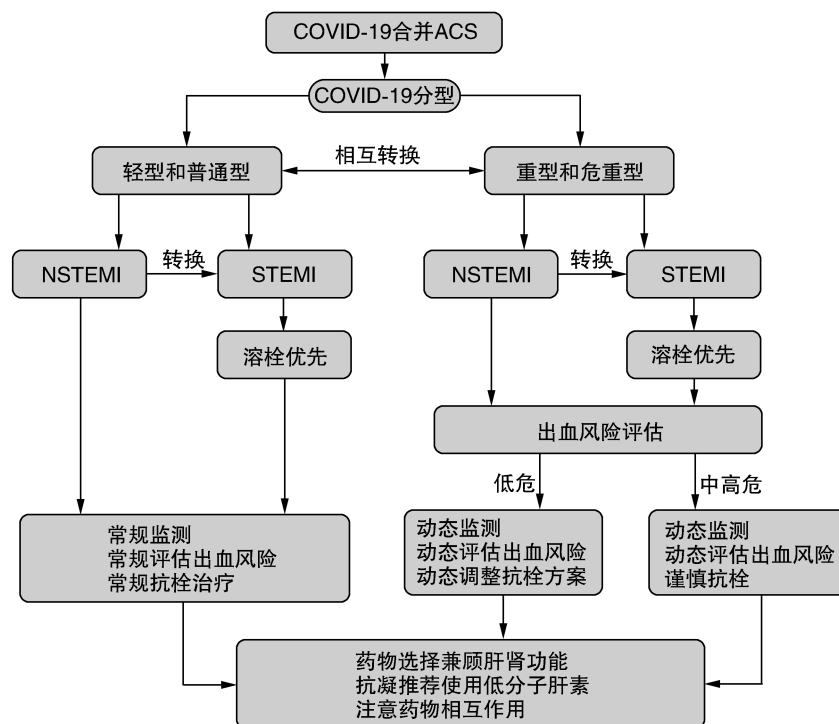 COVID-19合并ACS
COVID-19分型
轻型和普通型
相互转换
重型和危重型
NSTEMI
转换
STEMI
NSTEMI
转换
STEMI
溶栓优先
溶栓优先
出血风险评估
低危
中高危
常规监测
常规评估出血风险
常规抗栓治疗
动态监测
动态评估出血风险
动态调整抗栓方案
动态监测
动态评估出血风险
谨慎抗栓
药物选择兼顾肝肾功能
抗凝推荐使用低分子肝素
注意药物相互作用